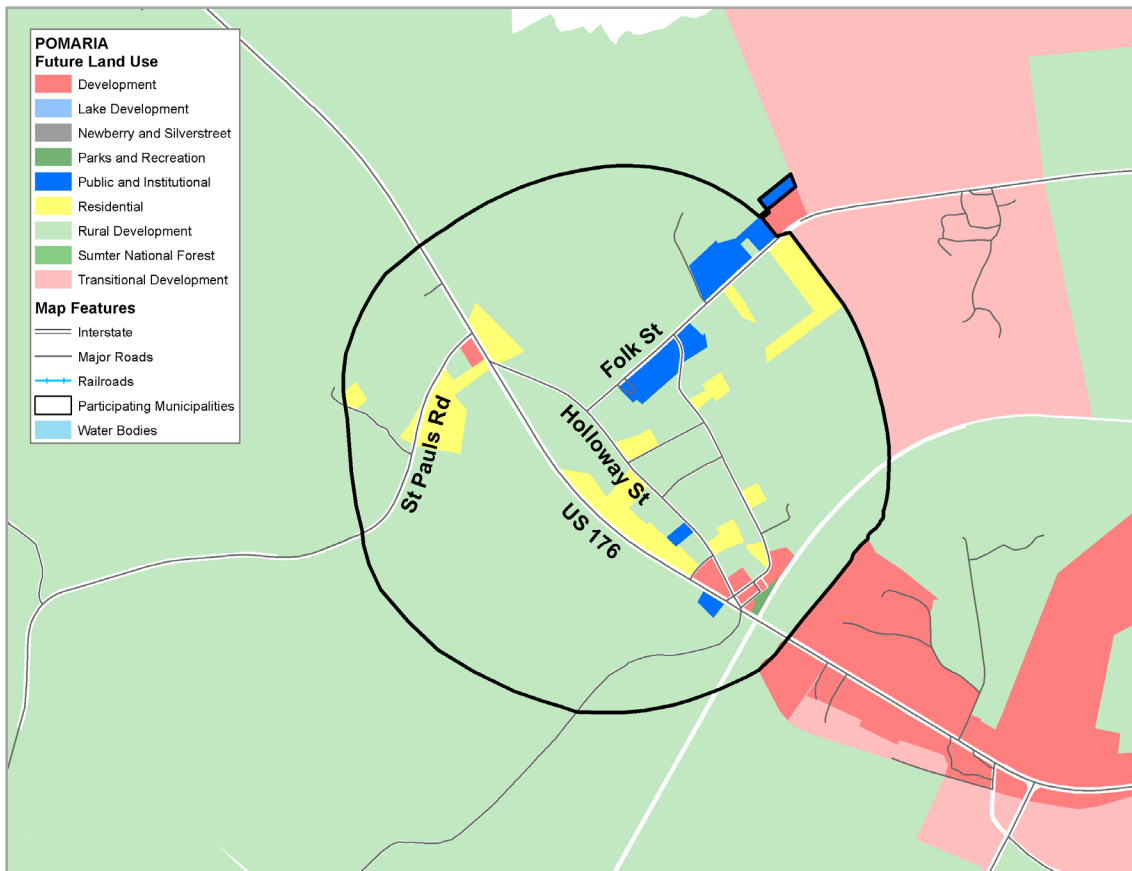 POMARIA
Future Land Use
Development
Lake Development
Newberry and Silverstreet
Parks and Recreation
Public and Institutional
Residential
Rural Development
Sumter National Forest
Transitional Development
Map Features
Interstate
Major Roads
Railroads
Participating Municipalities
Water Bodies
Folk St
Holloway St
St Pauls Rd
US 176